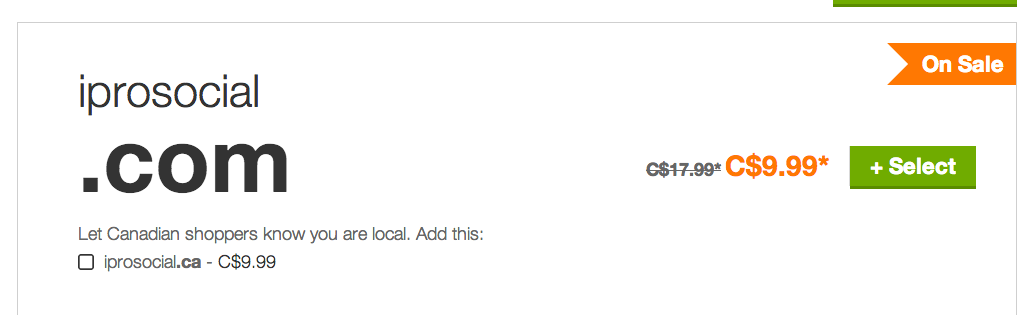 On Sale
iprosocial
.com
C$17.99* C$9.99* + Select
Let Canadian shoppers know you are local. Add this:
iprosocial.ca - C$9.99